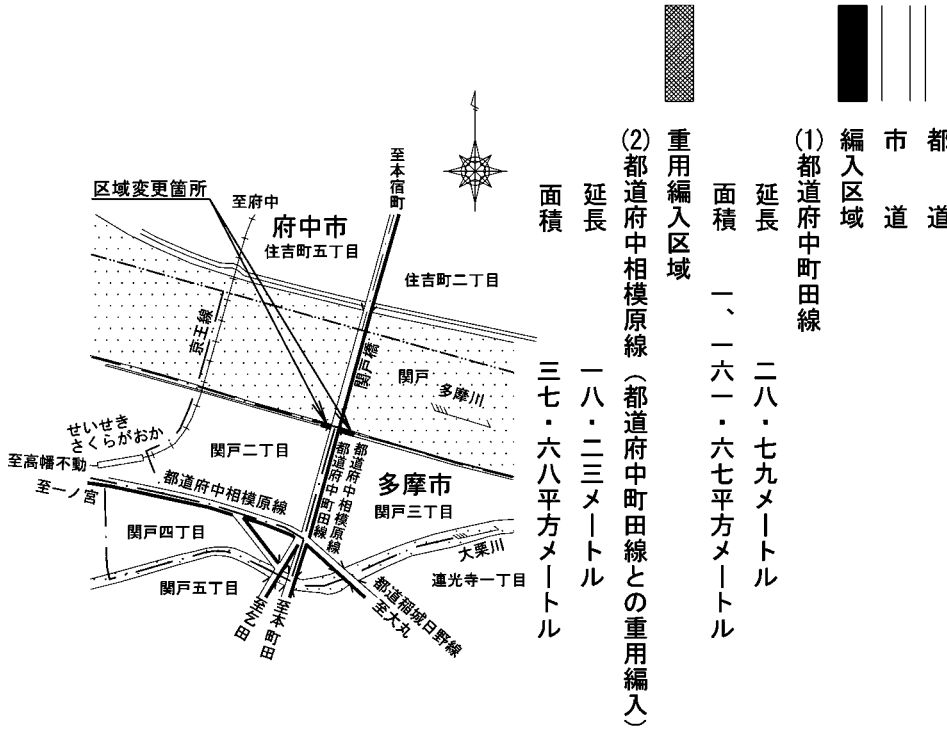 都道
市道
編入区域
(1)都道府中町田線
延長 二八・七九メートル
面積 一、一六一・六七平方メートル
重用編入区域
(2)都道府中相模原線(都道府中町田線との重用編入)
延長 一八・二三メートル
面積 三七・六八平方メートル
区域変更箇所
至府中
至本宿町
府中市
住吉町五丁目
住吉町二丁目
京王線
関戸橋
関戸
多摩川
せいせき
さくらがおか
至高幡不動
至一ノ宮
関戸二丁目
都道府中相模原線
都道府中相模原線
都道府中町田線
多摩市
関戸三丁目
関戸四丁目
関戸五丁目
大栗川
連光寺一丁目
都道稲城日野線
至大丸
至本町田
至乞田